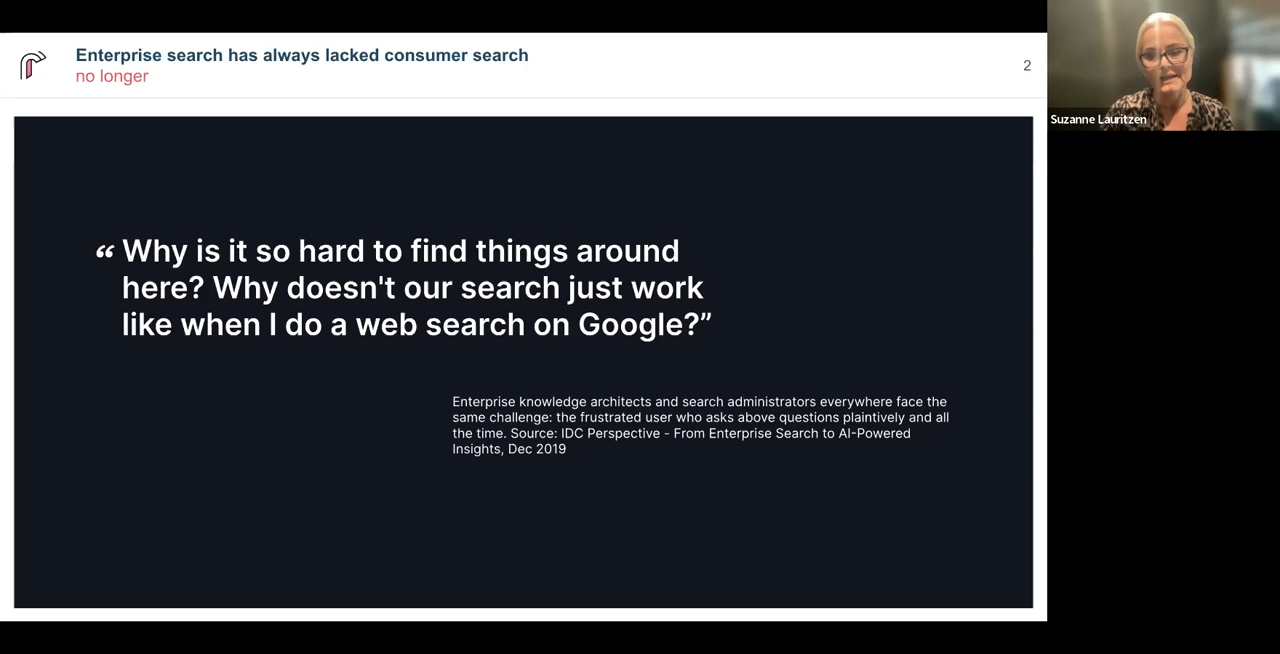 Enterprise search has always lacked consumer search
no longer
2
“ Why is it so hard to find things around
here? Why doesn't our search just work
like when I do a web search on Google?”
Enterprise knowledge architects and search administrators everywhere face the
same challenge: the frustrated user who asks above questions plaintively and all
the time. Source: IDC Perspective - From Enterprise Search to AI-Powered
Insights, Dec 2019
Suzanne Lauritzen